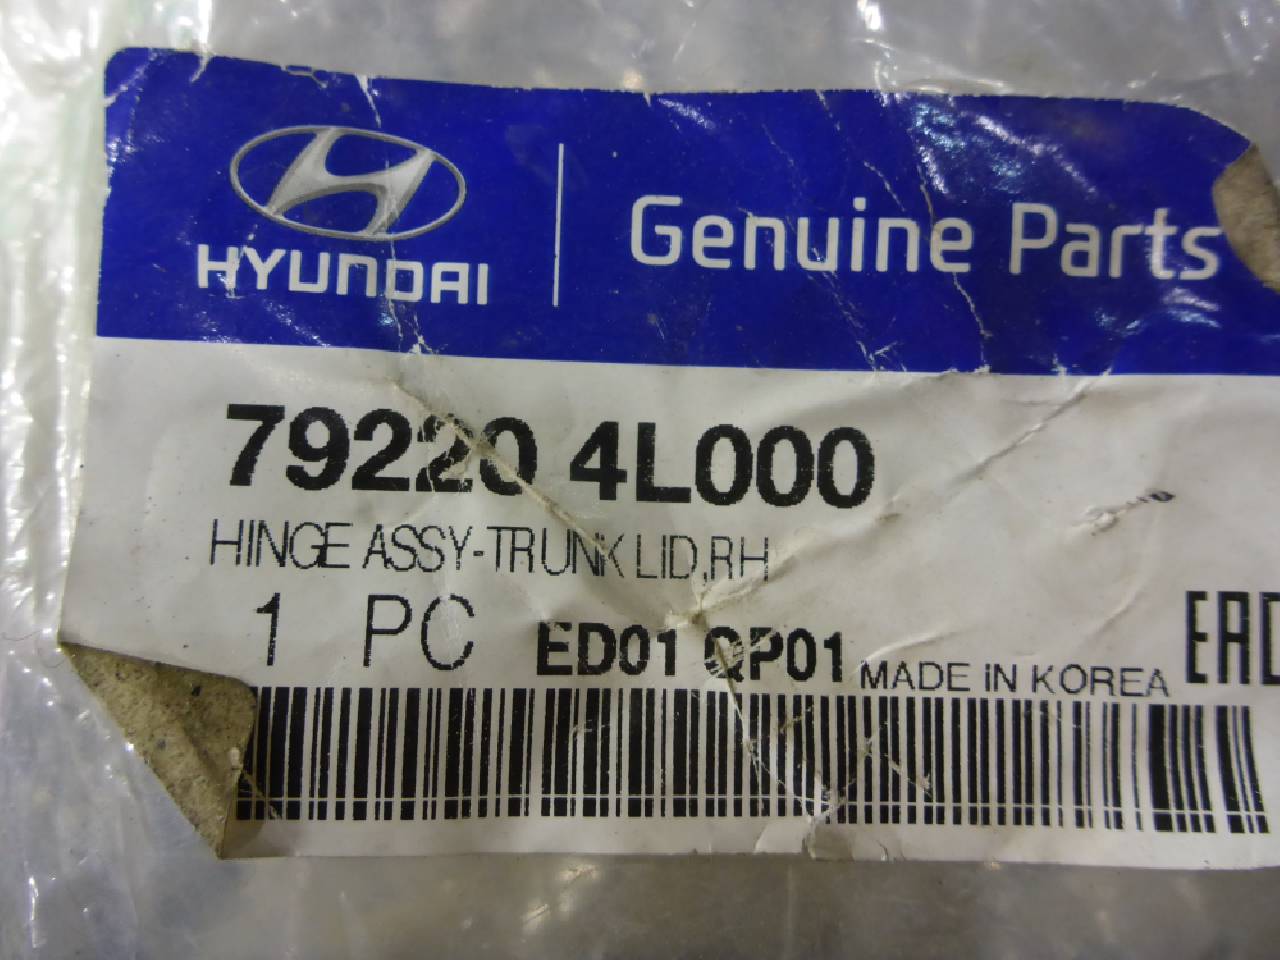 HYUNDAI
Genuine Parts
79220 4L000
HINGE ASSY-TRUNK LID,RH
1 PC ED01 QP01 MADE IN KOREA EAC